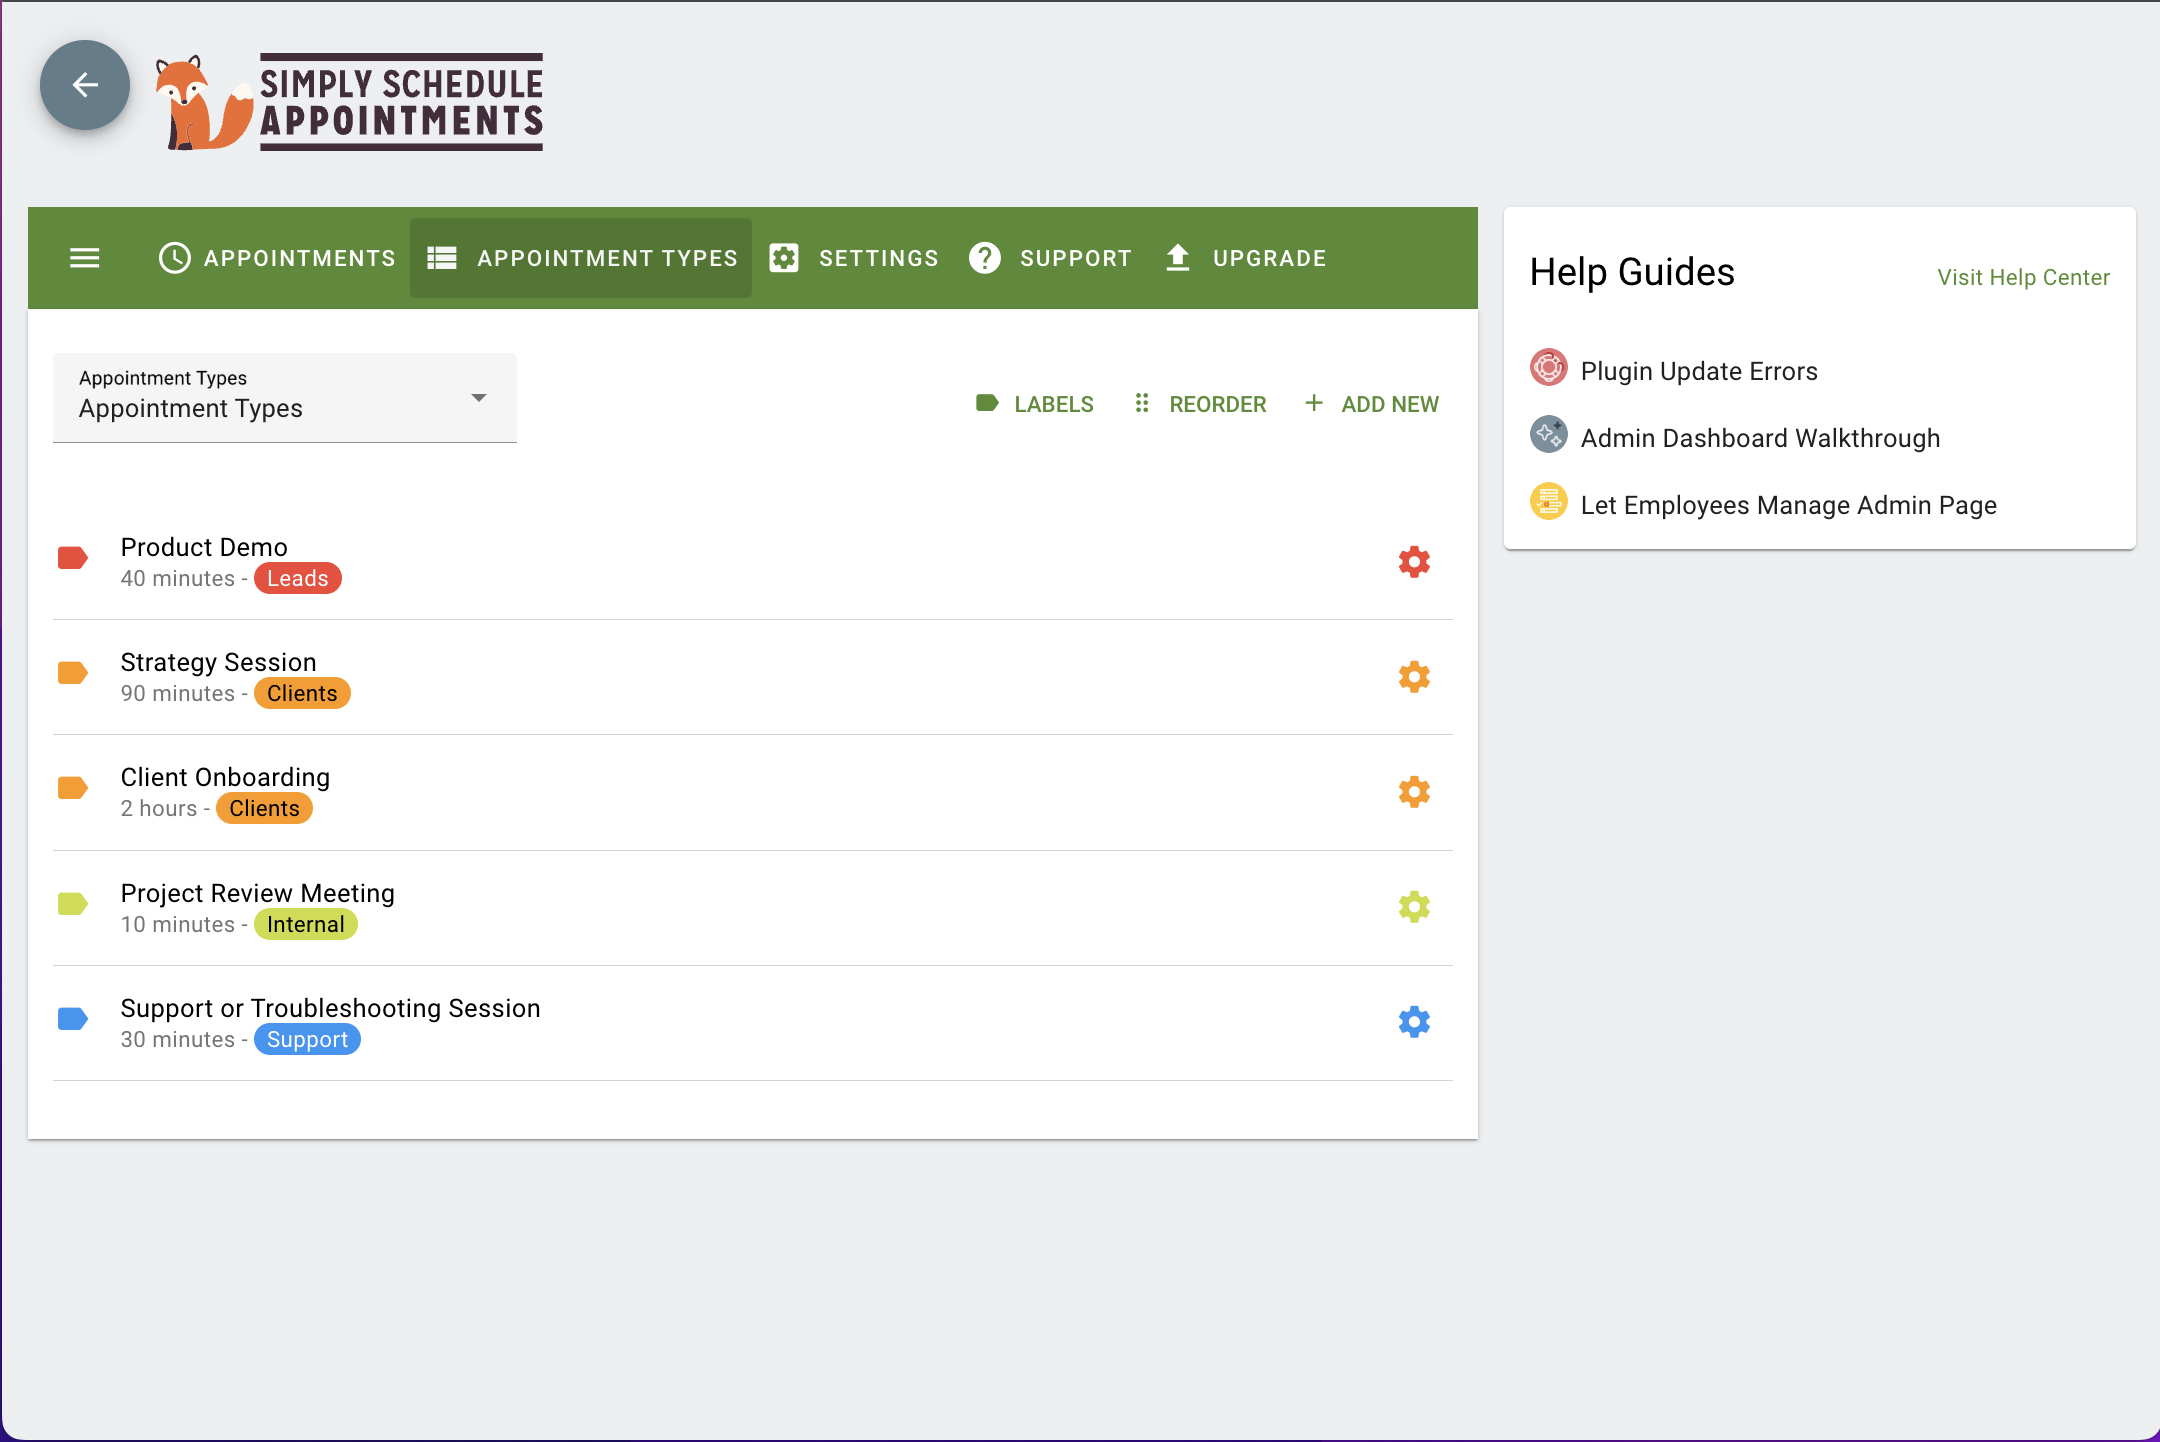 SIMPLY SCHEDULE
APPOINTMENTS
APPOINTMENTS APPOINTMENT TYPES SETTINGS SUPPORT UPGRADE
Appointment Types
Appointment Types
LABELS REORDER ADD NEW
Product Demo
40 minutes - Leads
Strategy Session
90 minutes - Clients
Client Onboarding
2 hours - Clients
Project Review Meeting
10 minutes - Internal
Support or Troubleshooting Session
30 minutes - Support
Help Guides
Visit Help Center
Plugin Update Errors
Admin Dashboard Walkthrough
Let Employees Manage Admin Page